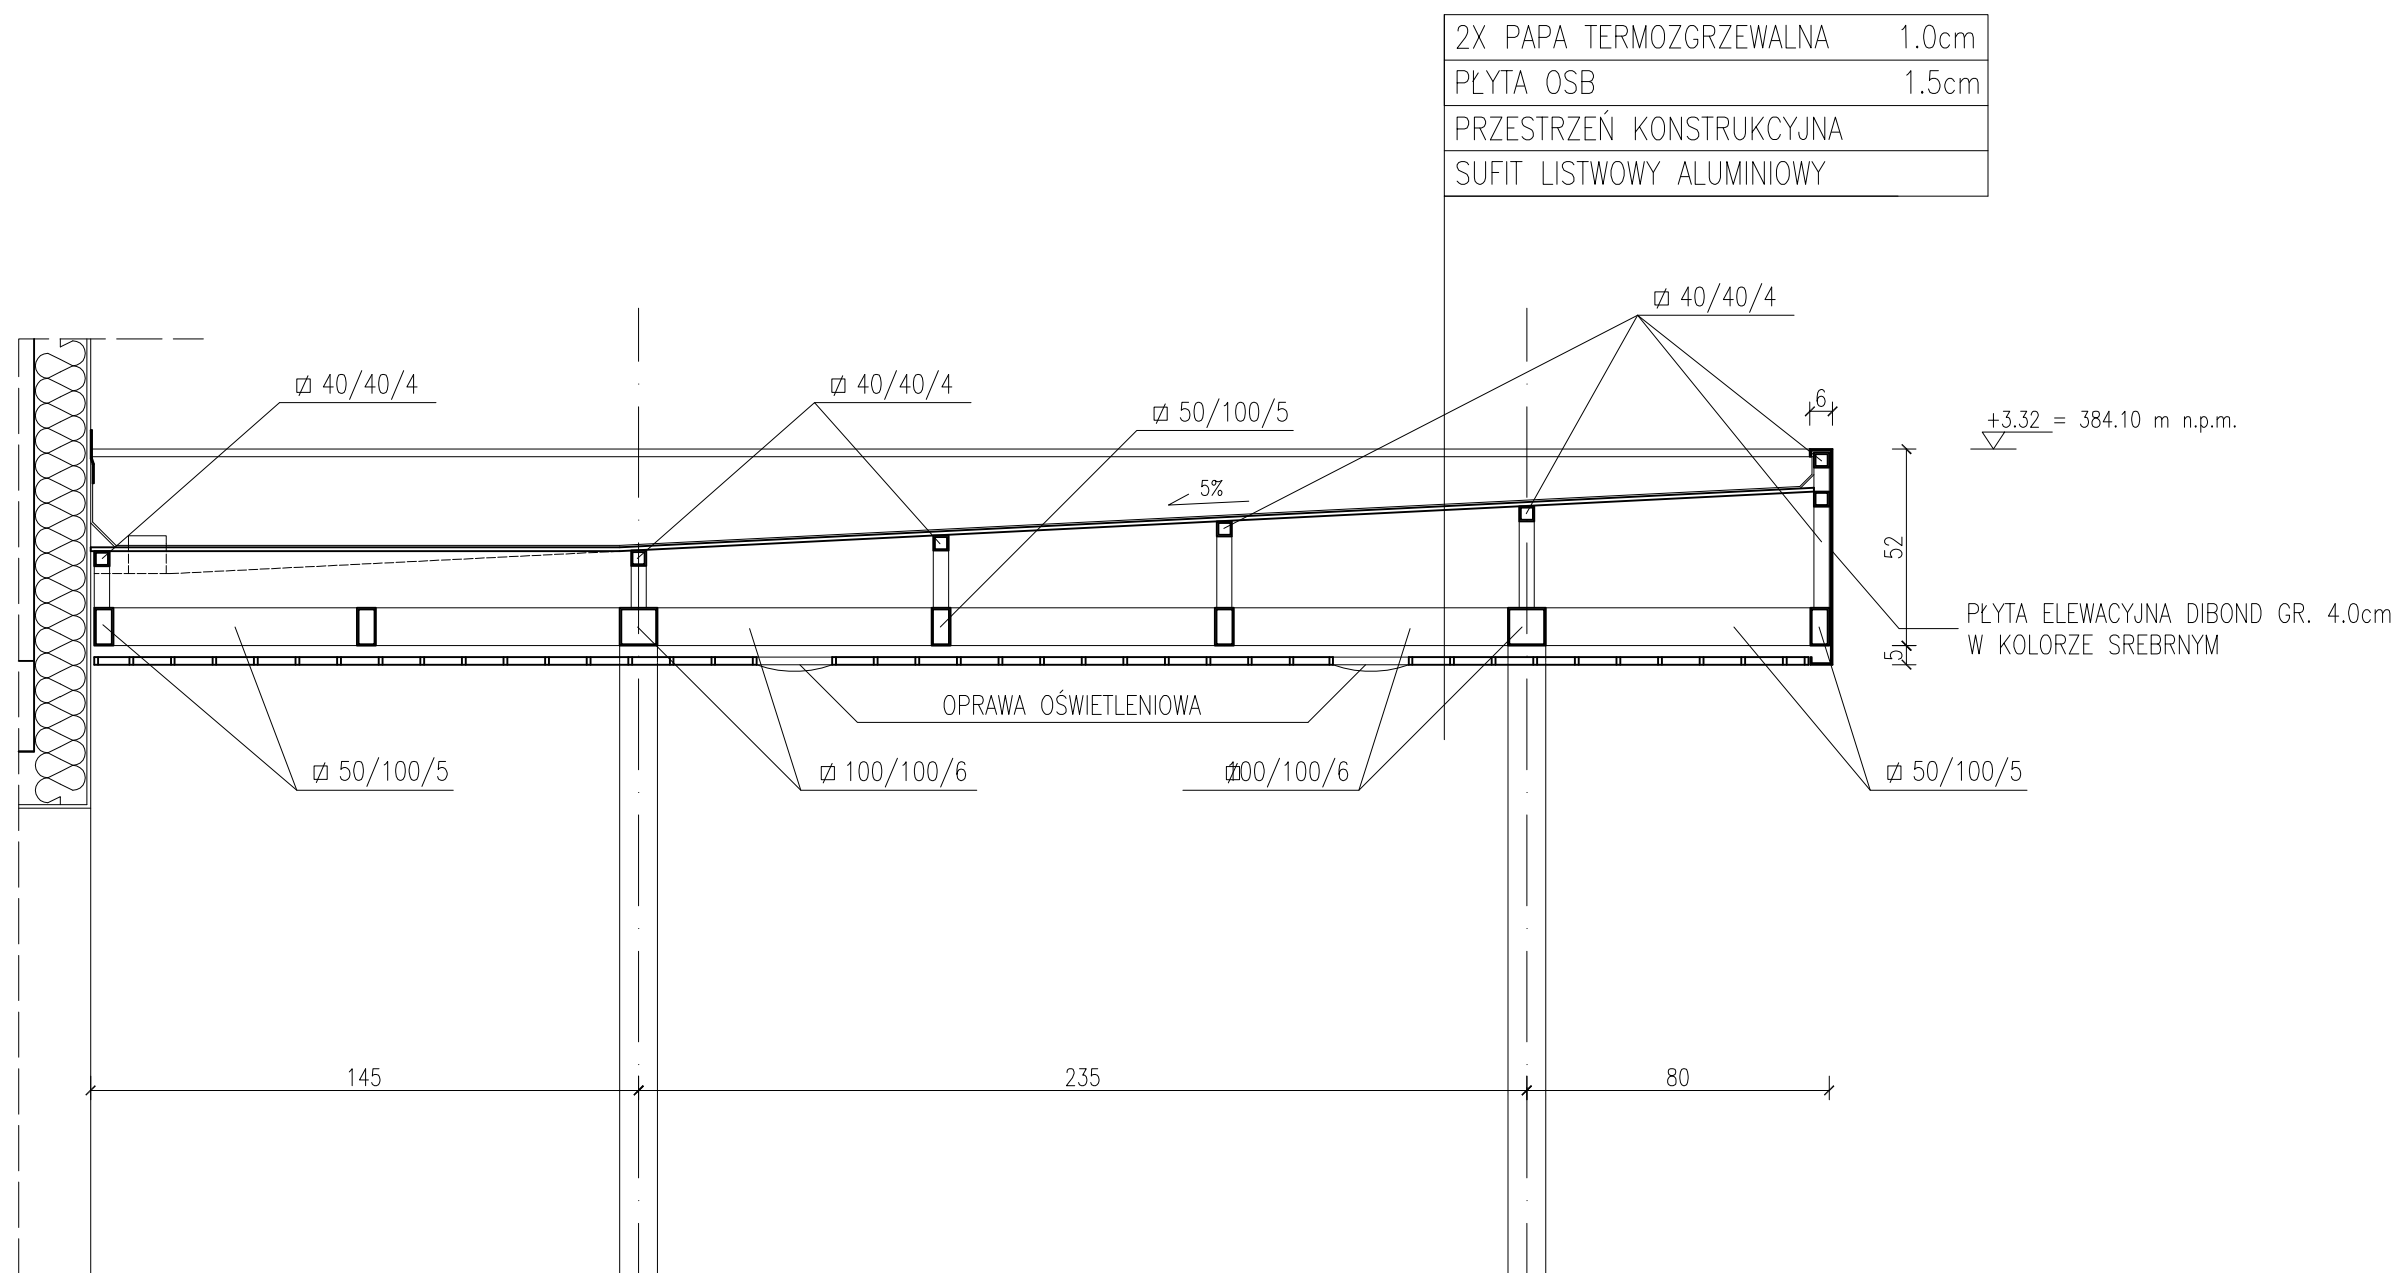 2X PAPA TERMOZGRZEWALNA 1.0cm
PŁYTA OSB 1.5cm
PRZESTRZEŃ KONSTRUKCYJNA
SUFIT LISTWOWY ALUMINIOWY
40/40/4
40/40/4
40/40/4
50/100/5
6
+3.32 = 384.10 m n.p.m.
5%
52
PŁYTA ELEWACYJNA DIBOND GR. 4.0cm
W KOLORZE SREBRNYM
5
OPRAWA OŚWIETLENIOWA
50/100/5
100/100/6
100/100/6
50/100/5
145
235
80